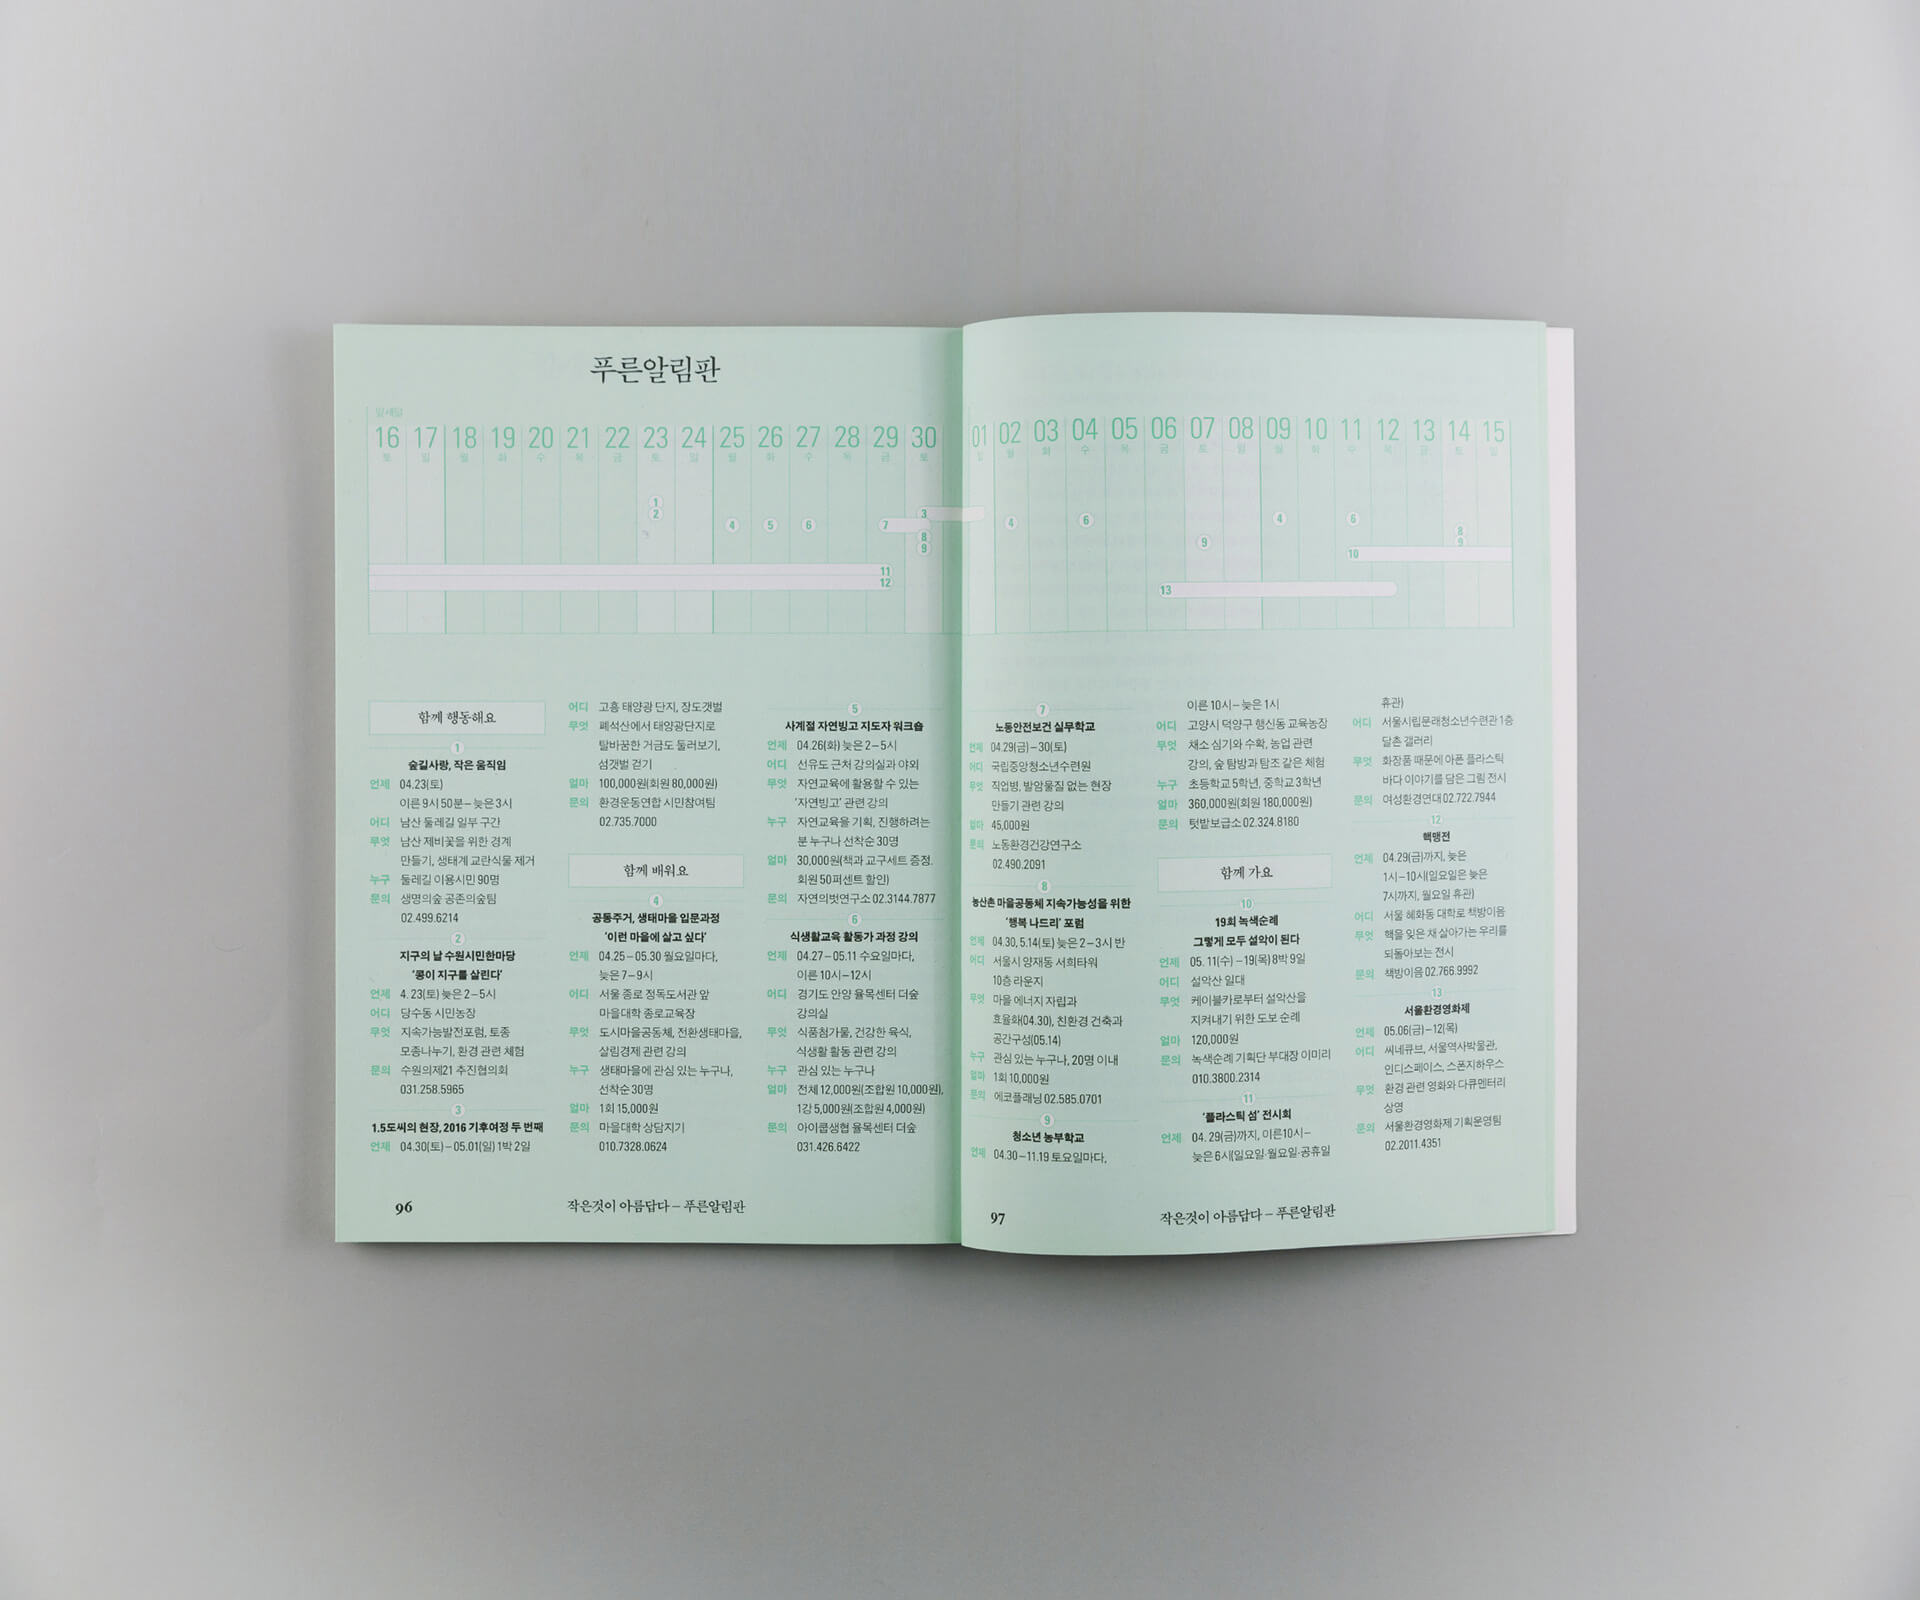 푸른알림판
잎새달
16 17 18 19 20 21 22 23 24 25 26 27 28 29 30
토 일 월 화 수 목 금 토 일 월 화 수 목 금 토
1
2
4 5 6 7 3
8
9
11
12
함께 행동해요
1
숲길사랑, 작은 움직임
언제 04.23(토)
이른 9시 50분 – 늦은 3시
어디 남산 둘레길 일부 구간
무엇 남산 제비꽃을 위한 경계
만들기, 생태계 교란식물 제거
누구 둘레길 이용시민 90명
문의 생명의숲 공존의숲팀
02.499.6214
2
지구의 날 수원시민한마당
‘콩이 지구를 살린다’
언제 4. 23(토) 늦은 2 – 5시
어디 당수동 시민농장
무엇 지속가능발전포럼, 토종
모종나누기, 환경 관련 체험
문의 수원의제21 추진협의회
031.258.5965
3
1.5도씨의 현장, 2016 기후여정 두 번째
언제 04.30(토) – 05.01(일) 1박 2일
어디 고흥 태양광 단지, 장도갯벌
무엇 폐석산에서 태양광단지로
탈바꿈한 거금도 둘러보기,
섬갯벌 걷기
얼마 100,000원(회원 80,000원)
문의 환경운동연합 시민참여팀
02.735.7000
함께 배워요
4
공동주거, 생태마을 입문과정
‘이런 마을에 살고 싶다’
언제 04.25 – 05.30 월요일마다,
늦은 7 – 9시
어디 서울 종로 정독도서관 앞
마을대학 종로교육장
무엇 도시마을공동체, 전환생태마을,
살림경제 관련 강의
누구 생태마을에 관심 있는 누구나,
선착순 30명
얼마 1회 15,000원
문의 마을대학 상담지기
010.7328.0624
5
사계절 자연빙고 지도자 워크숍
언제 04.26(화) 늦은 2 – 5시
어디 선유도 근처 강의실과 야외
무엇 자연교육에 활용할 수 있는
‘자연빙고’ 관련 강의
누구 자연교육을 기획, 진행하려는
분 누구나 선착순 30명
얼마 30,000원(책과 교구세트 증정.
회원 50퍼센트 할인)
문의 자연의벗연구소 02.3144.7877
6
식생활교육 활동가 과정 강의
언제 04.27 – 05.11 수요일마다,
이른 10시 – 12시
어디 경기도 안양 율목센터 더숲
강의실
무엇 식품첨가물, 건강한 육식,
식생활 활동 관련 강의
누구 관심 있는 누구나
얼마 전체 12,000원(조합원 10,000원),
1강 5,000원(조합원 4,000원)
문의 아이쿱생협 율목센터 더숲
031.426.6422
96
작은것이 아름답다 – 푸른알림판
01 02 03 04 05 06 07 08 09 10 11 12 13 14 15
일 월 화 수 목 금 토 일 월 화 수 목 금 토 일
4 6 9 4 6 8
9
10
13
7
노동안전보건 실무학교
언제 04.29(금) – 30(토)
어디 국립중앙청소년수련원
무엇 직업병, 발암물질 없는 현장
만들기 관련 강의
얼마 45,000원
문의 노동환경건강연구소
02.490.2091
8
농산촌 마을공동체 지속가능성을 위한
‘행복 나드리’ 포럼
언제 04.30, 5.14(토) 늦은 2 – 3시 반
어디 서울시 양재동 서희타워
10층 라운지
무엇 마을 에너지 자립과
효율화(04.30), 친환경 건축과
공간구성(05.14)
누구 관심 있는 누구나, 20명 이내
얼마 1회 10,000원
문의 에코플래닝 02.585.0701
9
청소년 농부학교
언제 04.30 – 11.19 토요일마다,
이른 10시 – 늦은 1시
어디 고양시 덕양구 행신동 교육농장
무엇 채소 심기와 수확, 농업 관련
강의, 숲 탐방과 탐조 같은 체험
누구 초등학교 5학년, 중학교 3학년
얼마 360,000원(회원 180,000원)
문의 텃밭보급소 02.324.8180
함께 가요
10
19회 녹색순례
그렇게 모두 설악이 된다
언제 05. 11(수) – 19(목) 8박 9일
어디 설악산 일대
무엇 케이블카로부터 설악산을
지켜내기 위한 도보 순례
얼마 120,000원
문의 녹색순례 기획단 부대장 이미리
010.3800.2314
11
‘플라스틱 섬’ 전시회
언제 04. 29(금)까지, 이른10시 –
늦은 6시(일요일·월요일·공휴일
휴관)
어디 서울시립문래청소년수련관 1층
달촌 갤러리
무엇 화장품 때문에 아픈 플라스틱
바다 이야기를 담은 그림 전시
문의 여성환경연대 02.722.7944
12
핵맹전
언제 04.29(금)까지, 늦은
1시 – 10시(일요일은 늦은
7시까지, 월요일 휴관)
어디 서울 혜화동 대학로 책방이음
무엇 핵을 잊은 채 살아가는 우리를
되돌아보는 전시
문의 책방이음 02.766.9992
13
서울환경영화제
언제 05.06(금) – 12(목)
어디 씨네큐브, 서울역사박물관,
인디스페이스, 스폰지하우스
무엇 환경 관련 영화와 다큐멘터리
상영
문의 서울환경영화제 기획운영팀
02.2011.4351
97
작은것이 아름답다 – 푸른알림판